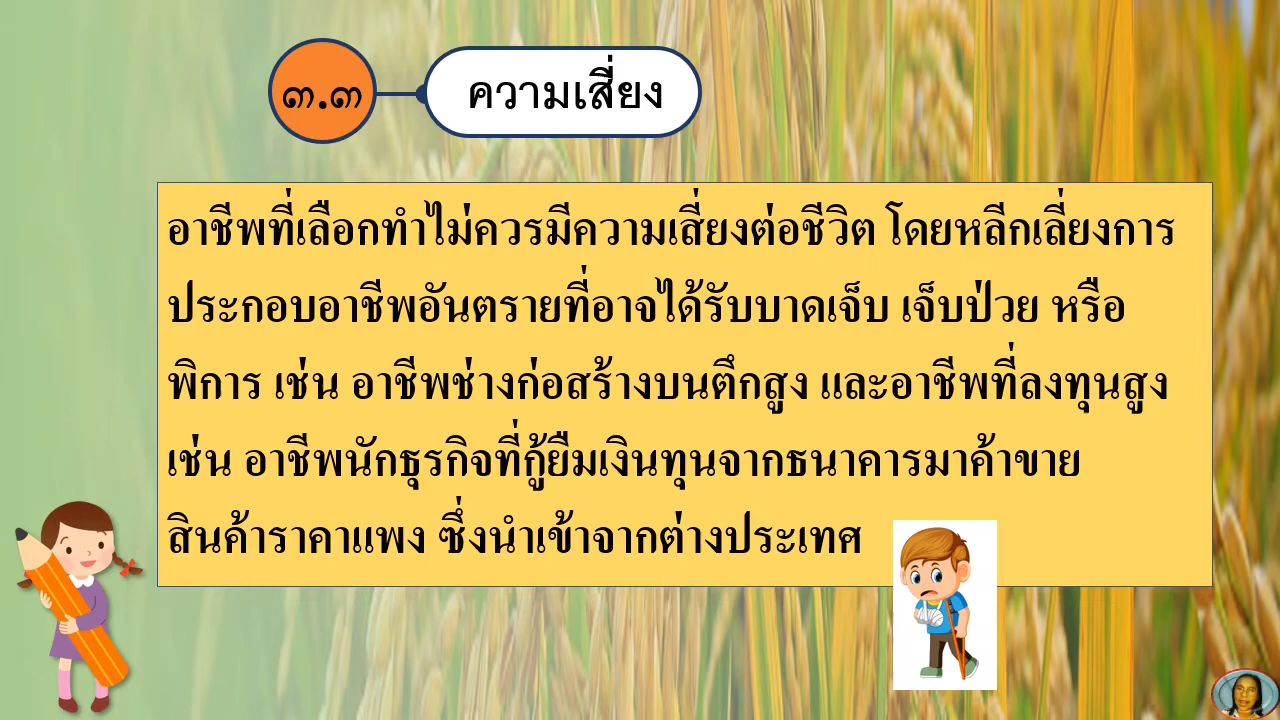 ๓.๓
ความเสี่ยง
อาชีพที่เลือกทำไม่ควรมีความเสี่ยงต่อชีวิต โดยหลีกเลี่ยงการ
ประกอบอาชีพอันตรายที่อาจได้รับบาดเจ็บ เจ็บป่วย หรือ
พิการ เช่น อาชีพช่างก่อสร้างบนตึกสูง และอาชีพที่ลงทุนสูง
เช่น อาชีพนักธุรกิจที่กู้ยืมเงินทุนจากธนาคารมาค้าขาย
สินค้าราคาแพง ซึ่งนำเข้าจากต่างประเทศ